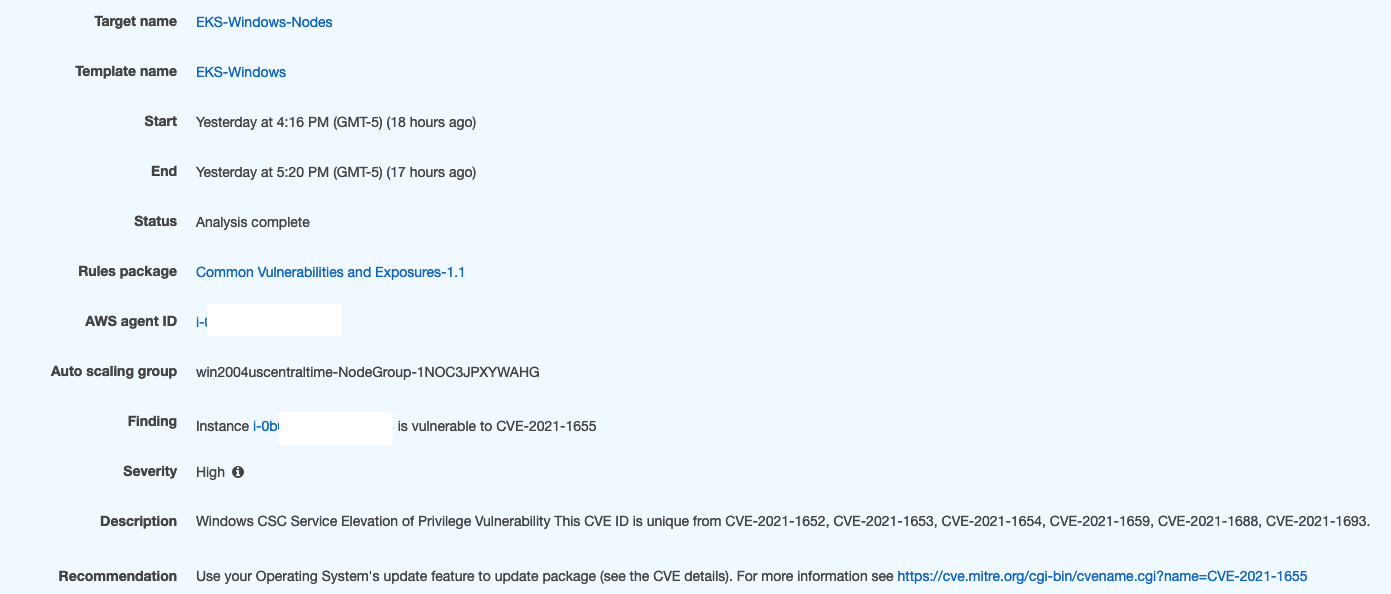 Target name EKS-Windows-Nodes
Template name EKS-Windows
Start Yesterday at 4:16 PM (GMT-5) (18 hours ago)
End Yesterday at 5:20 PM (GMT-5) (17 hours ago)
Status Analysis complete
Rules package Common Vulnerabilities and Exposures-1.1
AWS agent ID i-0
Auto scaling group win2004uscentraltime-NodeGroup-1NOC3JPXYWAHG
Finding Instance i-0b is vulnerable to CVE-2021-1655
Severity High
Description Windows CSC Service Elevation of Privilege Vulnerability This CVE ID is unique from CVE-2021-1652, CVE-2021-1653, CVE-2021-1654, CVE-2021-1659, CVE-2021-1688, CVE-2021-1693.
Recommendation Use your Operating System's update feature to update package (see the CVE details). For more information see https://cve.mitre.org/cgi-bin/cvename.cgi?name=CVE-2021-1655